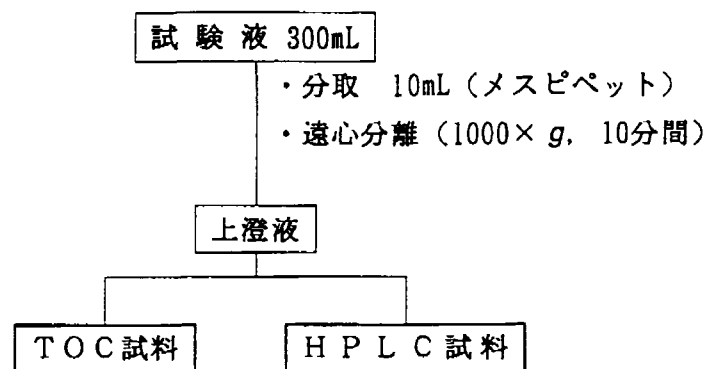 試験液 300mL
・分取 10mL（メスピペット）
・遠心分離（1000× g, 10分間）
上澄液
TOC試料
HPLC試料